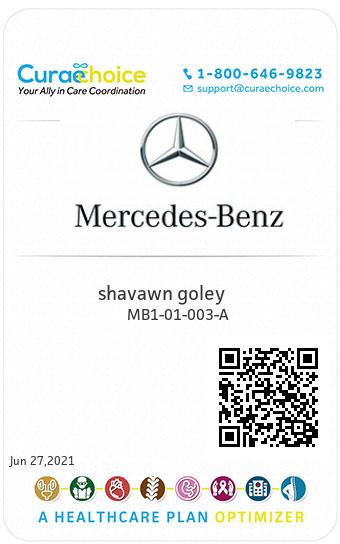 Curaechoice
Your Ally in Care Coordination
1-800-646-9823
support@curaechoice.com
Mercedes-Benz
shavawn goley
MB1-01-003-A
Jun 27,2021
A HEALTHCARE PLAN OPTIMIZER